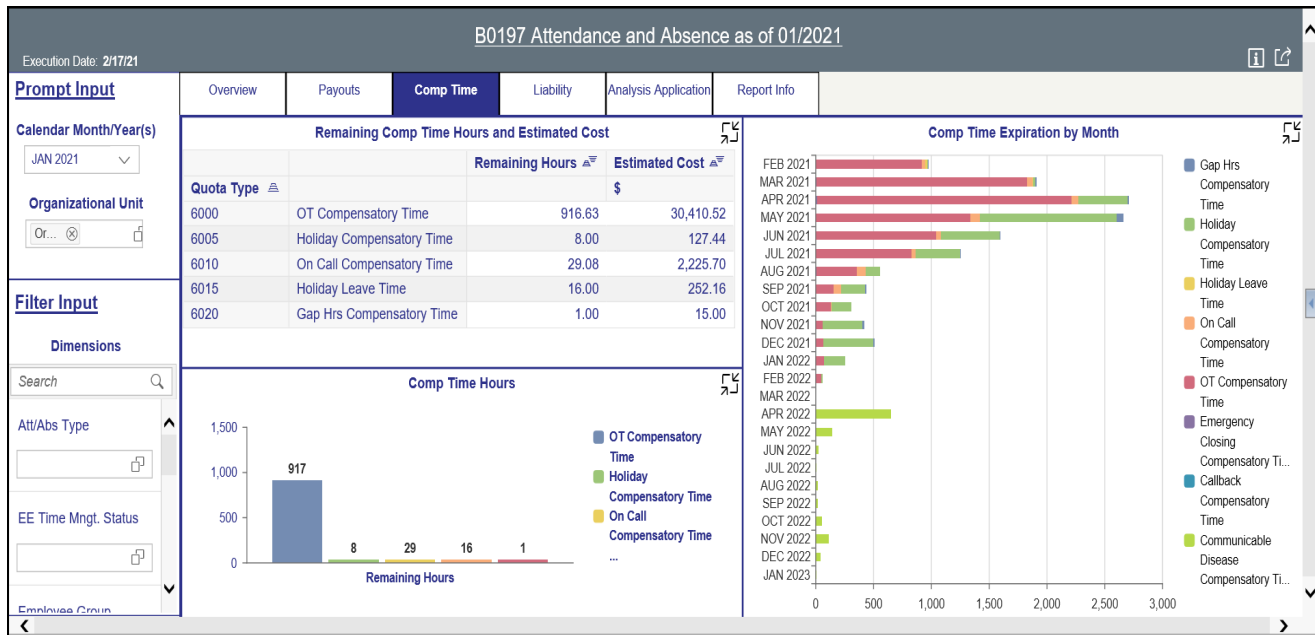 B0197 Attendance and Absence as of 01/2021
Execution Date: 2/17/21
Prompt Input
Calendar Month/Year(s)
JAN 2021
Organizational Unit
Or...
Filter Input
Dimensions
Search
Att/Abs Type
EE Time Mngt. Status
Employee Group
Overview Payouts Comp Time Liability Analysis Application Report Info
Remaining Comp Time Hours and Estimated Cost
Remaining Hours Estimated Cost
Quota Type $
6000 OT Compensatory Time 916.63 30,410.52
6005 Holiday Compensatory Time 8.00 127.44
6010 On Call Compensatory Time 29.08 2,225.70
6015 Holiday Leave Time 16.00 252.16
6020 Gap Hrs Compensatory Time 1.00 15.00
Comp Time Hours
1,500
1,000
500
0
917 8 29 16 1
Remaining Hours
OT Compensatory
Time
Holiday
Compensatory Time
On Call
Compensatory Time
...
Comp Time Expiration by Month
FEB 2021
MAR 2021
APR 2021
MAY 2021
JUN 2021
JUL 2021
AUG 2021
SEP 2021
OCT 2021
NOV 2021
DEC 2021
JAN 2022
FEB 2022
MAR 2022
APR 2022
MAY 2022
JUN 2022
JUL 2022
AUG 2022
SEP 2022
OCT 2022
NOV 2022
DEC 2022
JAN 2023
0 500 1,000 1,500 2,000 2,500 3,000
Gap Hrs
Compensatory
Time
Holiday
Compensatory
Time
Holiday Leave
Time
On Call
Compensatory
Time
OT Compensatory
Time
Emergency
Closing
Compensatory Ti...
Callback
Compensatory
Time
Communicable
Disease
Compensatory Ti...